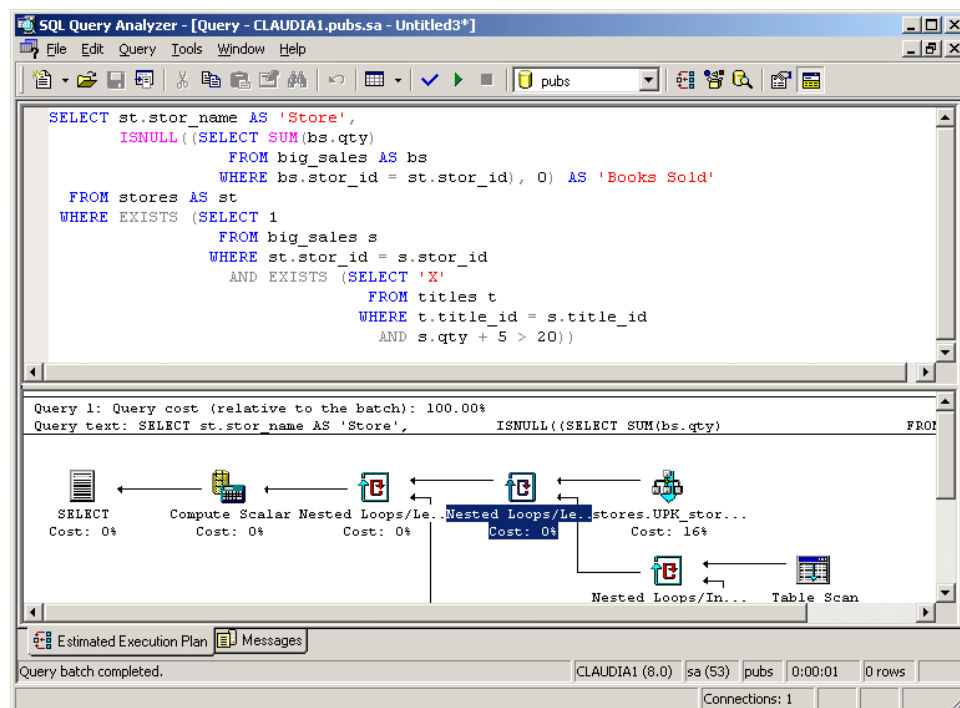 SQL Query Analyzer - [Query - CLAUDIA1.pubs.sa - Untitled3*]
File Edit Query Tools Window Help
pubs
SELECT st.stor_name AS 'Store',
ISNULL((SELECT SUM(bs.qty)
FROM big_sales AS bs
WHERE bs.stor_id = st.stor_id), 0) AS 'Books Sold'
FROM stores AS st
WHERE EXISTS (SELECT 1
FROM big_sales s
WHERE st.stor_id = s.stor_id
AND EXISTS (SELECT 'X'
FROM titles t
WHERE t.title_id = s.title_id
AND s.qty + 5 > 20))
Query 1: Query cost (relative to the batch): 100.00%
Query text: SELECT st.stor_name AS 'Store', ISNULL((SELECT SUM(bs.qty) FROM
SELECT Compute Scalar Nested Loops/Le... Nested Loops/Le... stores.UPK_stor...
Cost: 0% Cost: 0% Cost: 0% Cost: 0% Cost: 16%
Nested Loops/In... Table Scan
Estimated Execution Plan Messages
Query batch completed. CLAUDIA1 (8.0) sa (53) pubs 0:00:01 0 rows
Connections: 1